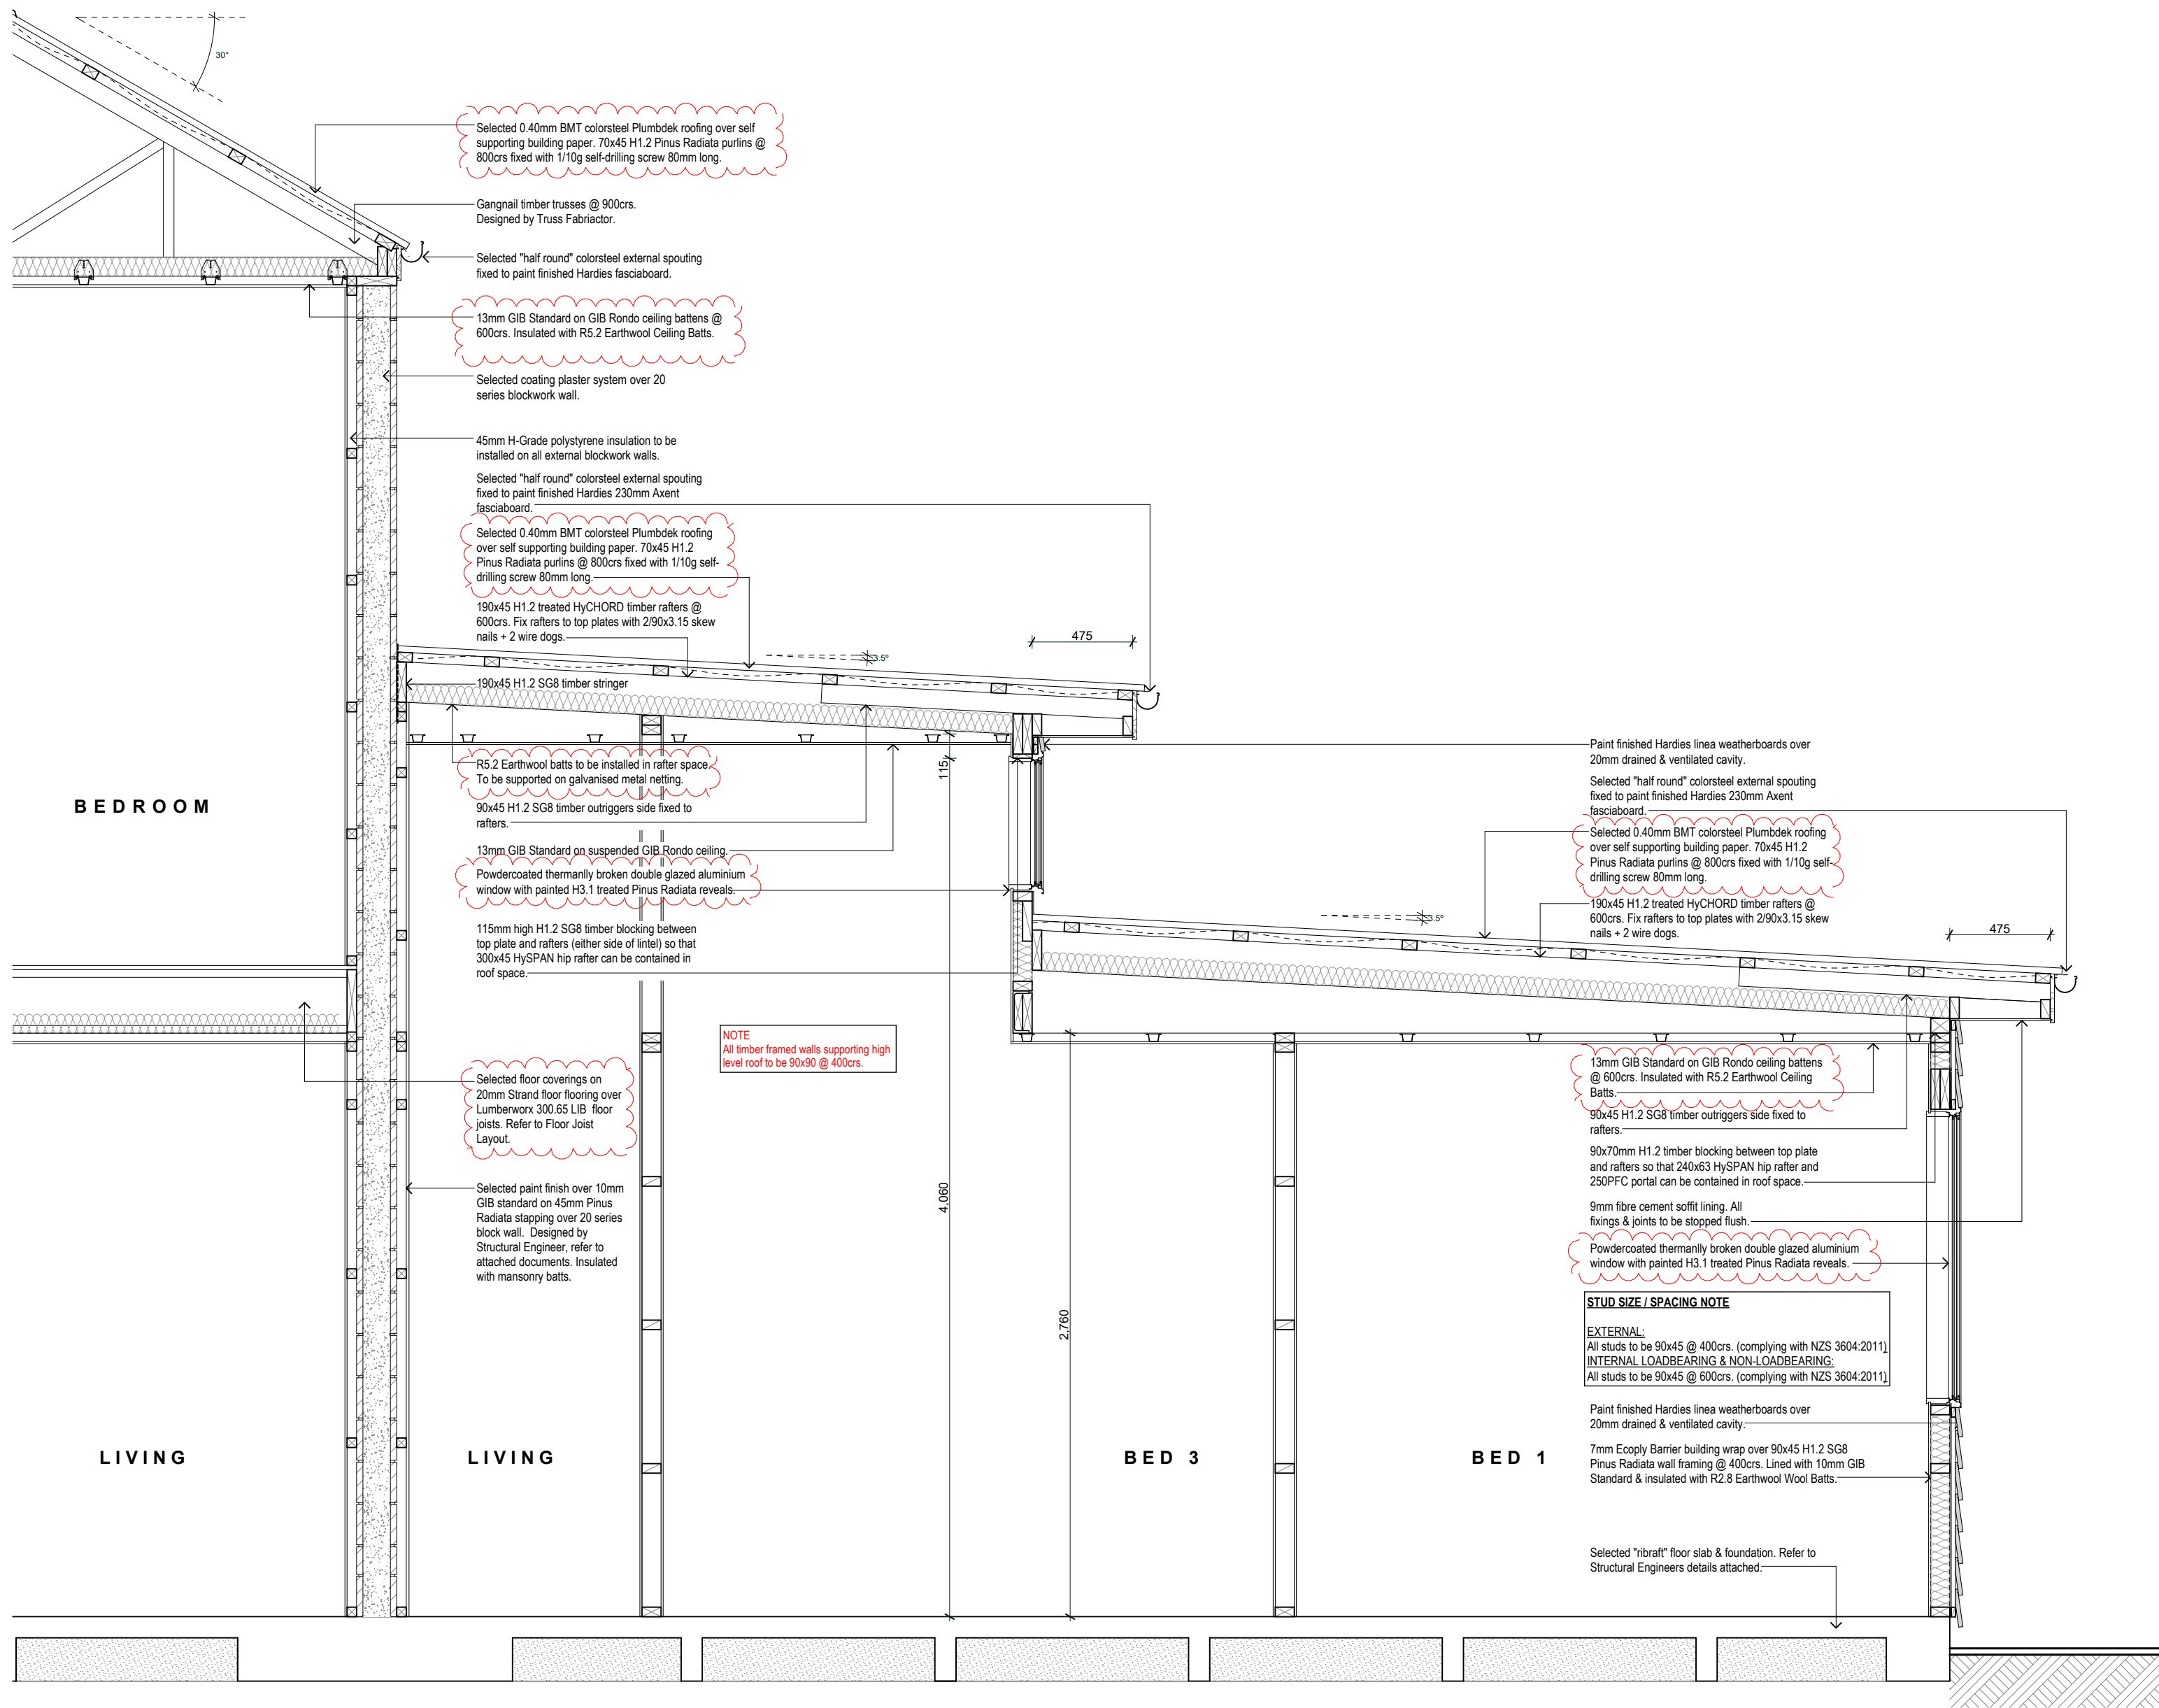 30°
Selected 0.40mm BMT colorsteel Plumbdek roofing over self
supporting building paper. 70x45 H1.2 Pinus Radiata purlins @
800crs fixed with 1/10g self-drilling screw 80mm long.
Gangnail timber trusses @ 900crs.
Designed by Truss Fabriactor.
Selected "half round" colorsteel external spouting
fixed to paint finished Hardies fasciaboard.
13mm GIB Standard on GIB Rondo ceiling battens @
600crs. Insulated with R5.2 Earthwool Ceiling Batts.
Selected coating plaster system over 20
series blockwork wall.
45mm H-Grade polystyrene insulation to be
installed on all external blockwork walls.
Selected "half round" colorsteel external spouting
fixed to paint finished Hardies 230mm Axent
fasciaboard.
Selected 0.40mm BMT colorsteel Plumbdek roofing
over self supporting building paper. 70x45 H1.2
Pinus Radiata purlins @ 800crs fixed with 1/10g self-
drilling screw 80mm long.
190x45 H1.2 treated HyCHORD timber rafters @
600crs. Fix rafters to top plates with 2/90x3.15 skew
nails + 2 wire dogs.
475
3.5°
190x45 H1.2 SG8 timber stringer
R5.2 Earthwool batts to be installed in rafter space.
To be supported on galvanised metal netting.
115
90x45 H1.2 SG8 timber outriggers side fixed to
rafters.
BEDROOM
13mm GIB Standard on suspended GIB Rondo ceiling.
Powdercoated thermanlly broken double glazed aluminium
window with painted H3.1 treated Pinus Radiata reveals.
115mm high H1.2 SG8 timber blocking between
top plate and rafters (either side of lintel) so that
300x45 HySPAN hip rafter can be contained in
roof space.
NOTE
All timber framed walls supporting high
level roof to be 90x90 @ 400crs.
Selected floor coverings on
20mm Strand floor flooring over
Lumberworx 300.65 LIB floor
joists. Refer to Floor Joist
Layout.
Selected paint finish over 10mm
GIB standard on 45mm Pinus
Radiata stapping over 20 series
block wall. Designed by
Structural Engineer, refer to
attached documents. Insulated
with mansonry batts.
4,060
2,760
Paint finished Hardies linea weatherboards over
20mm drained & ventilated cavity.
Selected "half round" colorsteel external spouting
fixed to paint finished Hardies 230mm Axent
fasciaboard.
Selected 0.40mm BMT colorsteel Plumbdek roofing
over self supporting building paper. 70x45 H1.2
Pinus Radiata purlins @ 800crs fixed with 1/10g self-
drilling screw 80mm long.
190x45 H1.2 treated HyCHORD timber rafters @
600crs. Fix rafters to top plates with 2/90x3.15 skew
nails + 2 wire dogs.
3.5°
475
13mm GIB Standard on GIB Rondo ceiling battens
@ 600crs. Insulated with R5.2 Earthwool Ceiling
Batts.
90x45 H1.2 SG8 timber outriggers side fixed to
rafters.
90x70mm H1.2 timber blocking between top plate
and rafters so that 240x63 HySPAN hip rafter and
250PFC portal can be contained in roof space.
9mm fibre cement soffit lining. All
fixings & joints to be stopped flush.
Powdercoated thermanlly broken double glazed aluminium
window with painted H3.1 treated Pinus Radiata reveals.
STUD SIZE / SPACING NOTE
EXTERNAL:
All studs to be 90x45 @ 400crs. (complying with NZS 3604:2011)
INTERNAL LOADBEARING & NON-LOADBEARING:
All studs to be 90x45 @ 600crs. (complying with NZS 3604:2011)
Paint finished Hardies linea weatherboards over
20mm drained & ventilated cavity.
7mm Ecoply Barrier building wrap over 90x45 H1.2 SG8
Pinus Radiata wall framing @ 400crs. Lined with 10mm GIB
Standard & insulated with R2.8 Earthwool Wool Batts.
LIVING
LIVING
BED 3
BED 1
Selected "ribraft" floor slab & foundation. Refer to
Structural Engineers details attached.